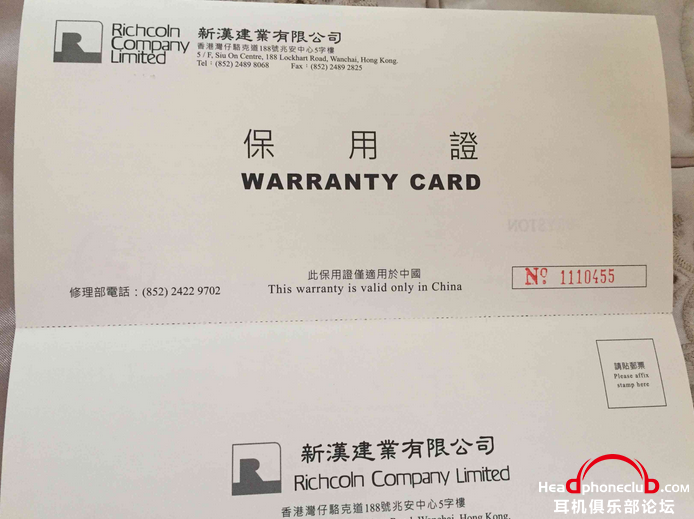 Richcoln
Company
Limited
新漢建業有限公司
香港灣仔駱克道188號兆安中心5字樓
5 / F, Siu On Centre, 188 Lockhart Road, Wanchai, Hong Kong.
Tel : (852) 2489 8068 Fax : (852) 2489 2825
保用證
WARRANTY CARD
此保用證僅適用於中國
This warranty is valid only in China
修理部電話：(852) 2422 9702
Nº 1110455
請貼郵票
Please affix
stamp here
新漢建業有限公司
Richcoln Company Limited
香港灣仔駱克道188號兆安中心5字樓
Road, Wanchai, Hong Kong.
HeadphoneclubD.com
耳机俱乐部论坛